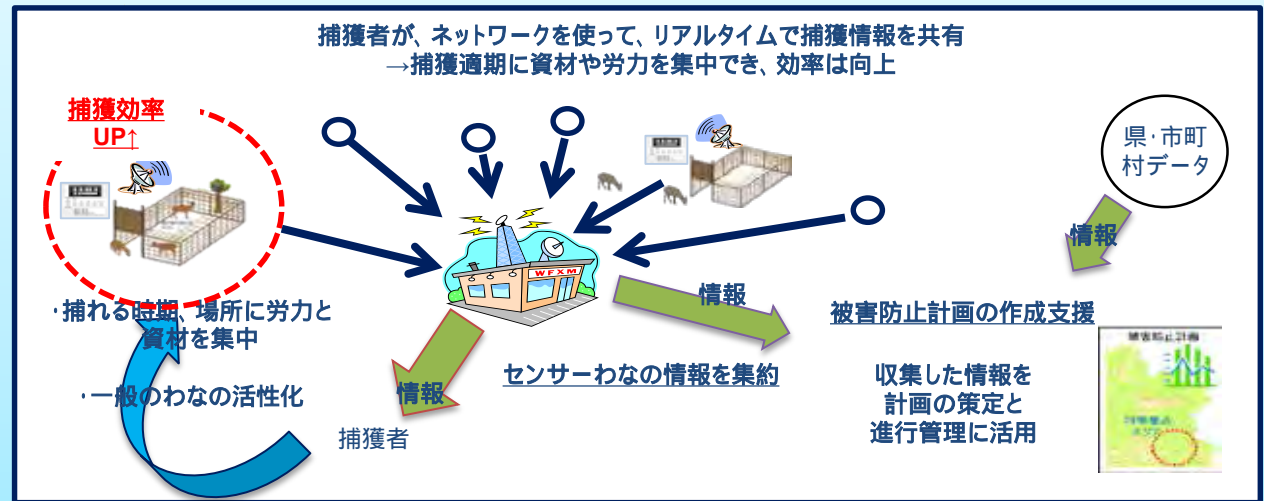 捕獲者が、ネットワークを使って、リアルタイムで捕獲情報を共有
→捕獲適期に資材や労力を集中でき、効率は向上
捕獲効率
UP↑
県・市町
村データ
情報
WFXM
・捕れる時期、場所に労力と
資材を集中
・一般のわなの活性化
情報
捕獲者
情報
センサーわなの情報を集約
被害防止計画の作成支援
収集した情報を
計画の策定と
進行管理に活用
被害防止計画